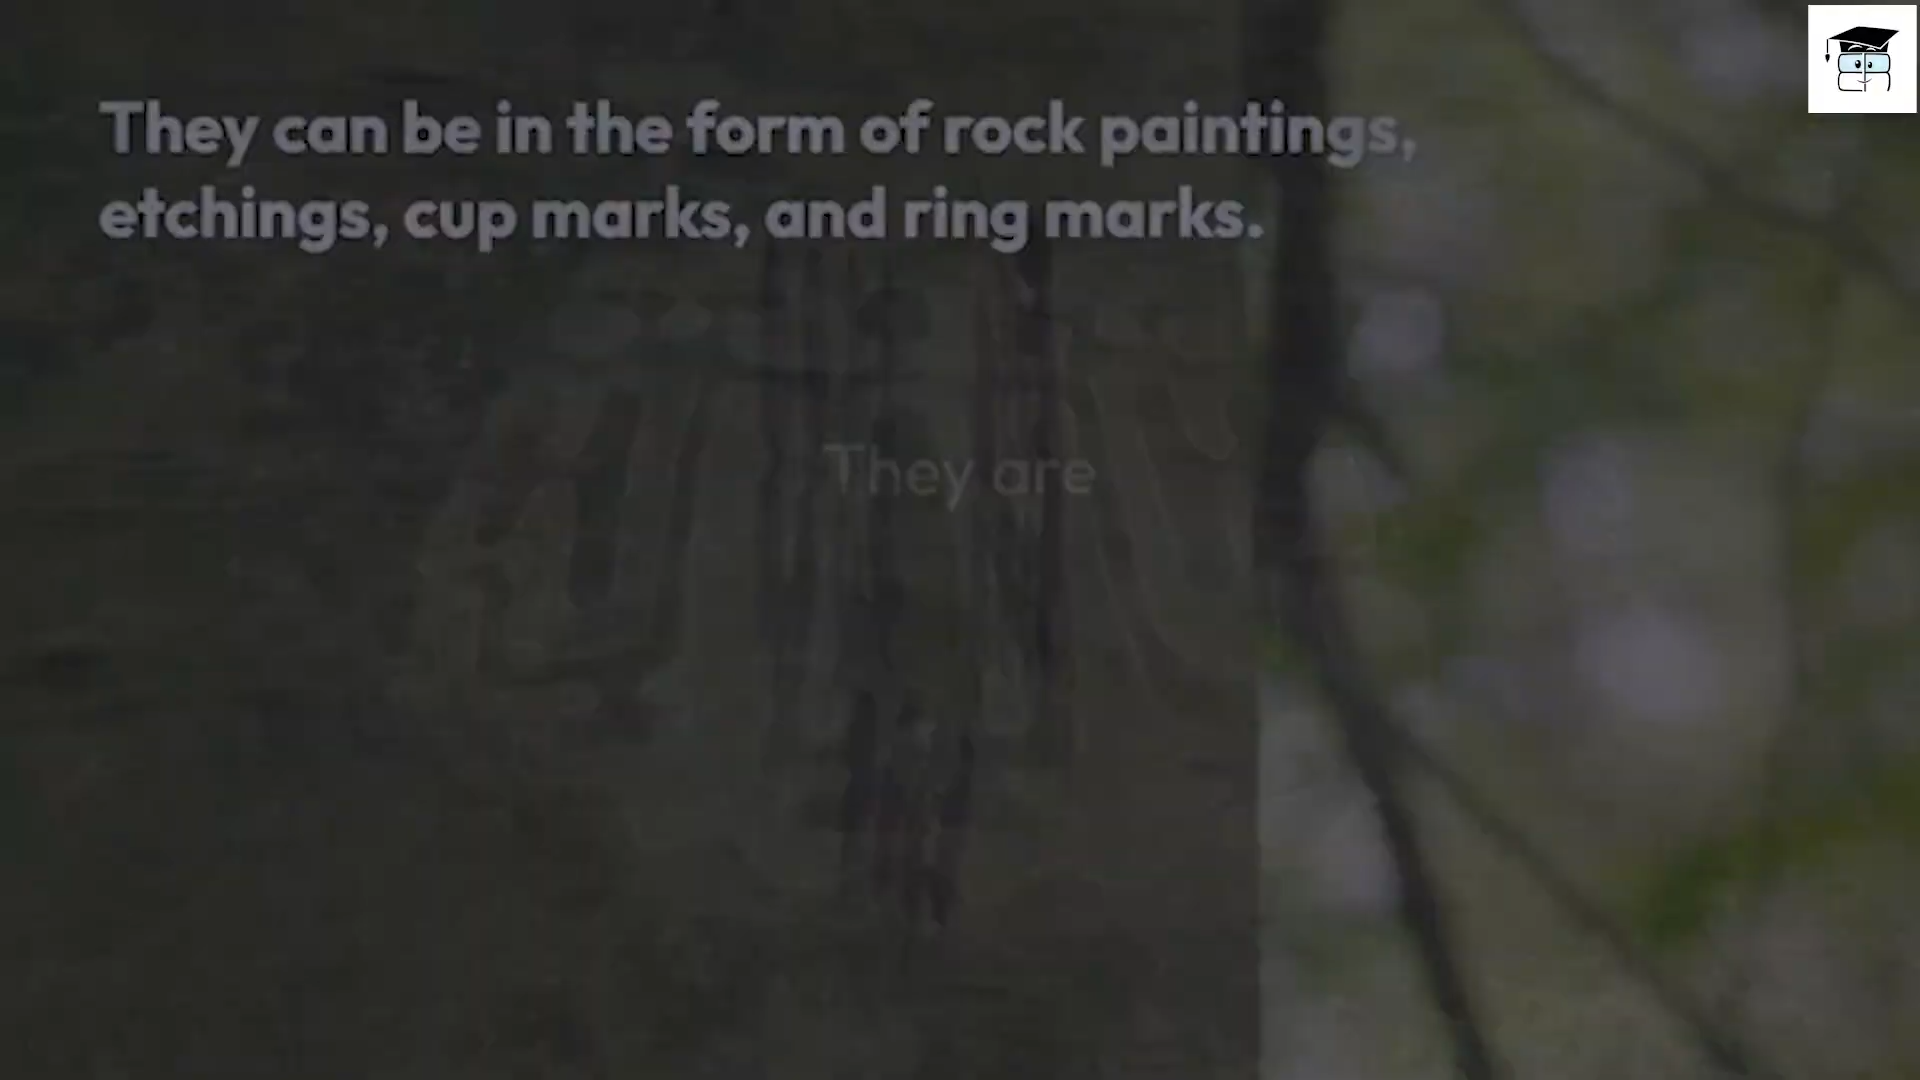 They can be in the form of rock paintings,
etchings, cup marks, and ring marks.
They are